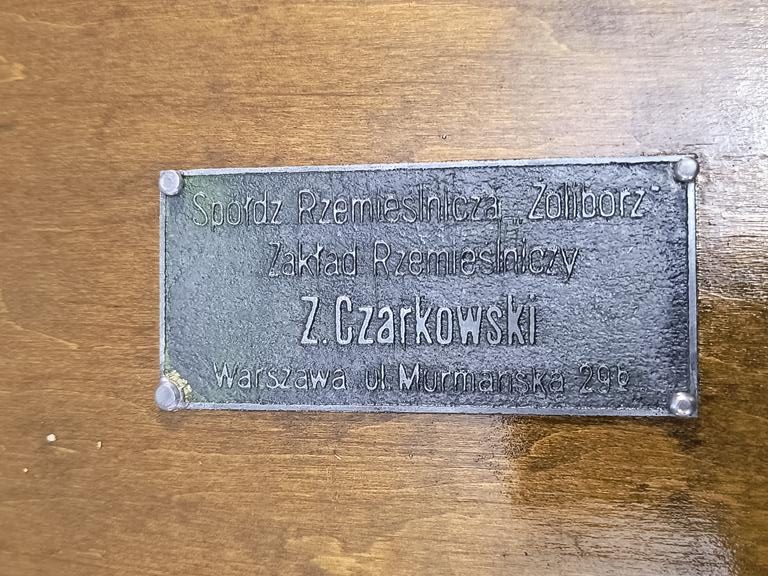 Spółdz Rzemieślnicza „Żoliborz"
Zakład Rzemieślniczy
Z. Czarkowski
Warszawa ul. Murmańska 29b